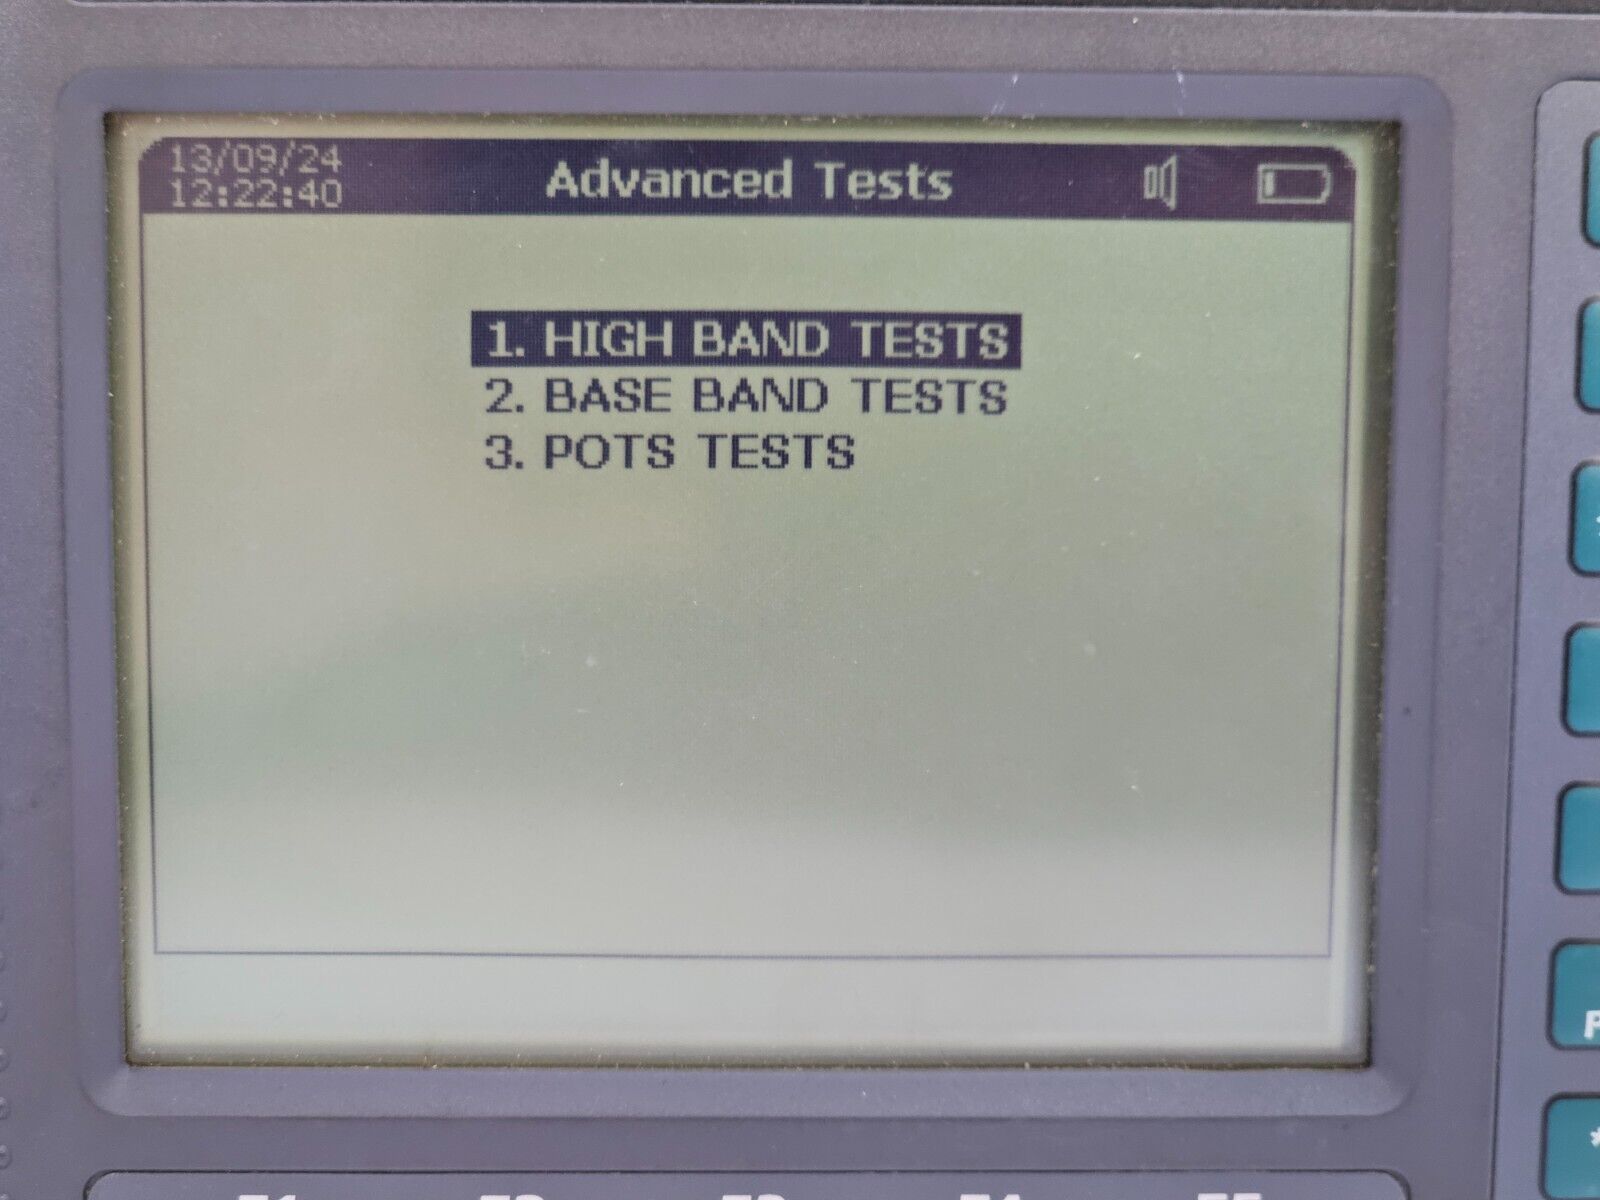 13/09/24
12:22:40
Advanced Tests
1. HIGH BAND TESTS
2. BASE BAND TESTS
3. POTS TESTS